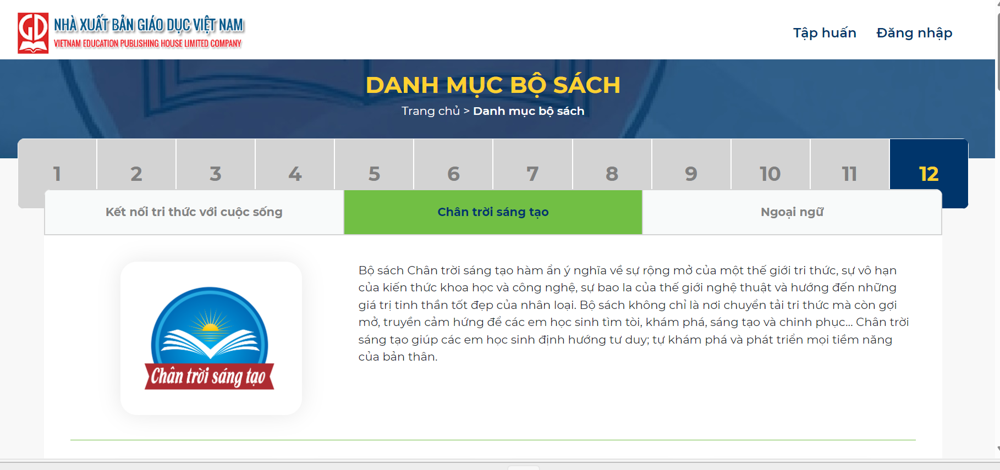 NHÀ XUẤT BẢN GIÁO DỤC VIỆT NAM
VIETNAM EDUCATION PUBLISHING HOUSE LIMITED COMPANY
Tập huấn
Đăng nhập
DANH MỤC BỘ SÁCH
Trang chủ > Danh mục bộ sách
1 2 3 4 5 6 7 8 9 10 11 12
Kết nối tri thức với cuộc sống
Chân trời sáng tạo
Ngoại ngữ
Chân trời sáng tạo
Bộ sách Chân trời sáng tạo hàm ẩn ý nghĩa về sự rộng mở của một thế giới tri thức, sự vô hạn
của kiến thức khoa học và công nghệ, sự bao la của thế giới nghệ thuật và hướng đến những
giá trị tinh thần tốt đẹp của nhân loại. Bộ sách không chỉ là nơi chuyển tải tri thức mà còn gợi
mở, truyền cảm hứng để các em học sinh tìm tòi, khám phá, sáng tạo và chinh phục... Chân trời
sáng tạo giúp các em học sinh định hướng tư duy; tự khám phá và phát triển mọi tiềm năng
của bản thân.